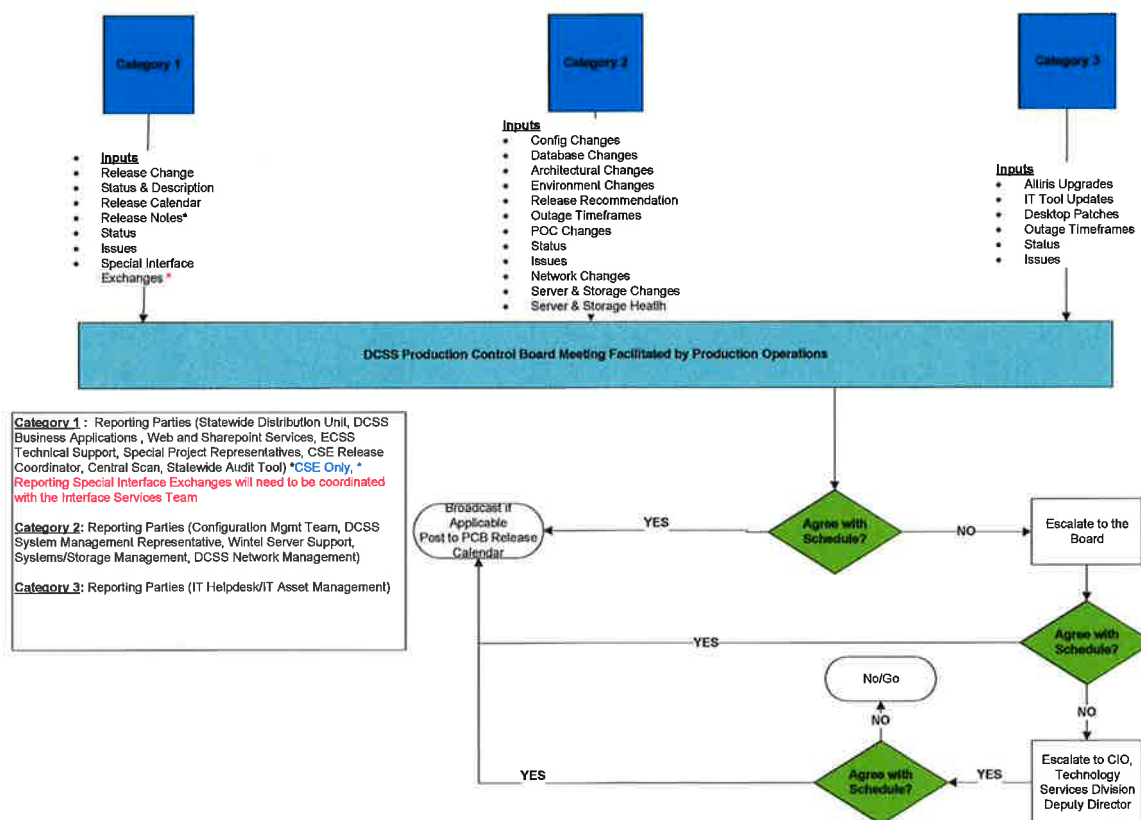 Category 1
Category 2
Category 3
• Inputs
• Release Change
• Status & Description
• Release Calendar
• Release Notes*
• Status
• Issues
• Special Interface
Exchanges *
Inputs
• Config Changes
• Database Changes
• Architectural Changes
• Environment Changes
• Release Recommendation
• Outage Timeframes
• POC Changes
• Status
• Issues
• Network Changes
• Server & Storage Changes
• Server & Storage Health
Inputs
• Altiris Upgrades
• IT Tool Updates
• Desktop Patches
• Outage Timeframes
• Status
• Issues
DCSS Production Control Board Meeting Facilitated by Production Operations
Category 1 : Reporting Parties (Statewide Distribution Unit, DCSS
Business Applications , Web and Sharepoint Services, ECSS
Technical Support, Special Project Representatives, CSE Release
Coordinator, Central Scan, Statewide Audit Tool) *CSE Only, *
Reporting Special Interface Exchanges will need to be coordinated
with the Interface Services Team
Category 2: Reporting Parties (Configuration Mgmt Team, DCSS
System Management Representative, Wintel Server Support,
Systems/Storage Management, DCSS Network Management)
Category 3: Reporting Parties (IT Helpdesk/IT Asset Management)
Broadcast if
Applicable
Post to PCB Release
Calendar
YES
Agree with
Schedule?
NO
Escalate to the
Board
YES
Agree with
Schedule?
No/Go
NO
NO
YES
Agree with
Schedule?
YES
Escalate to CIO,
Technology
Services Division
Deputy Director